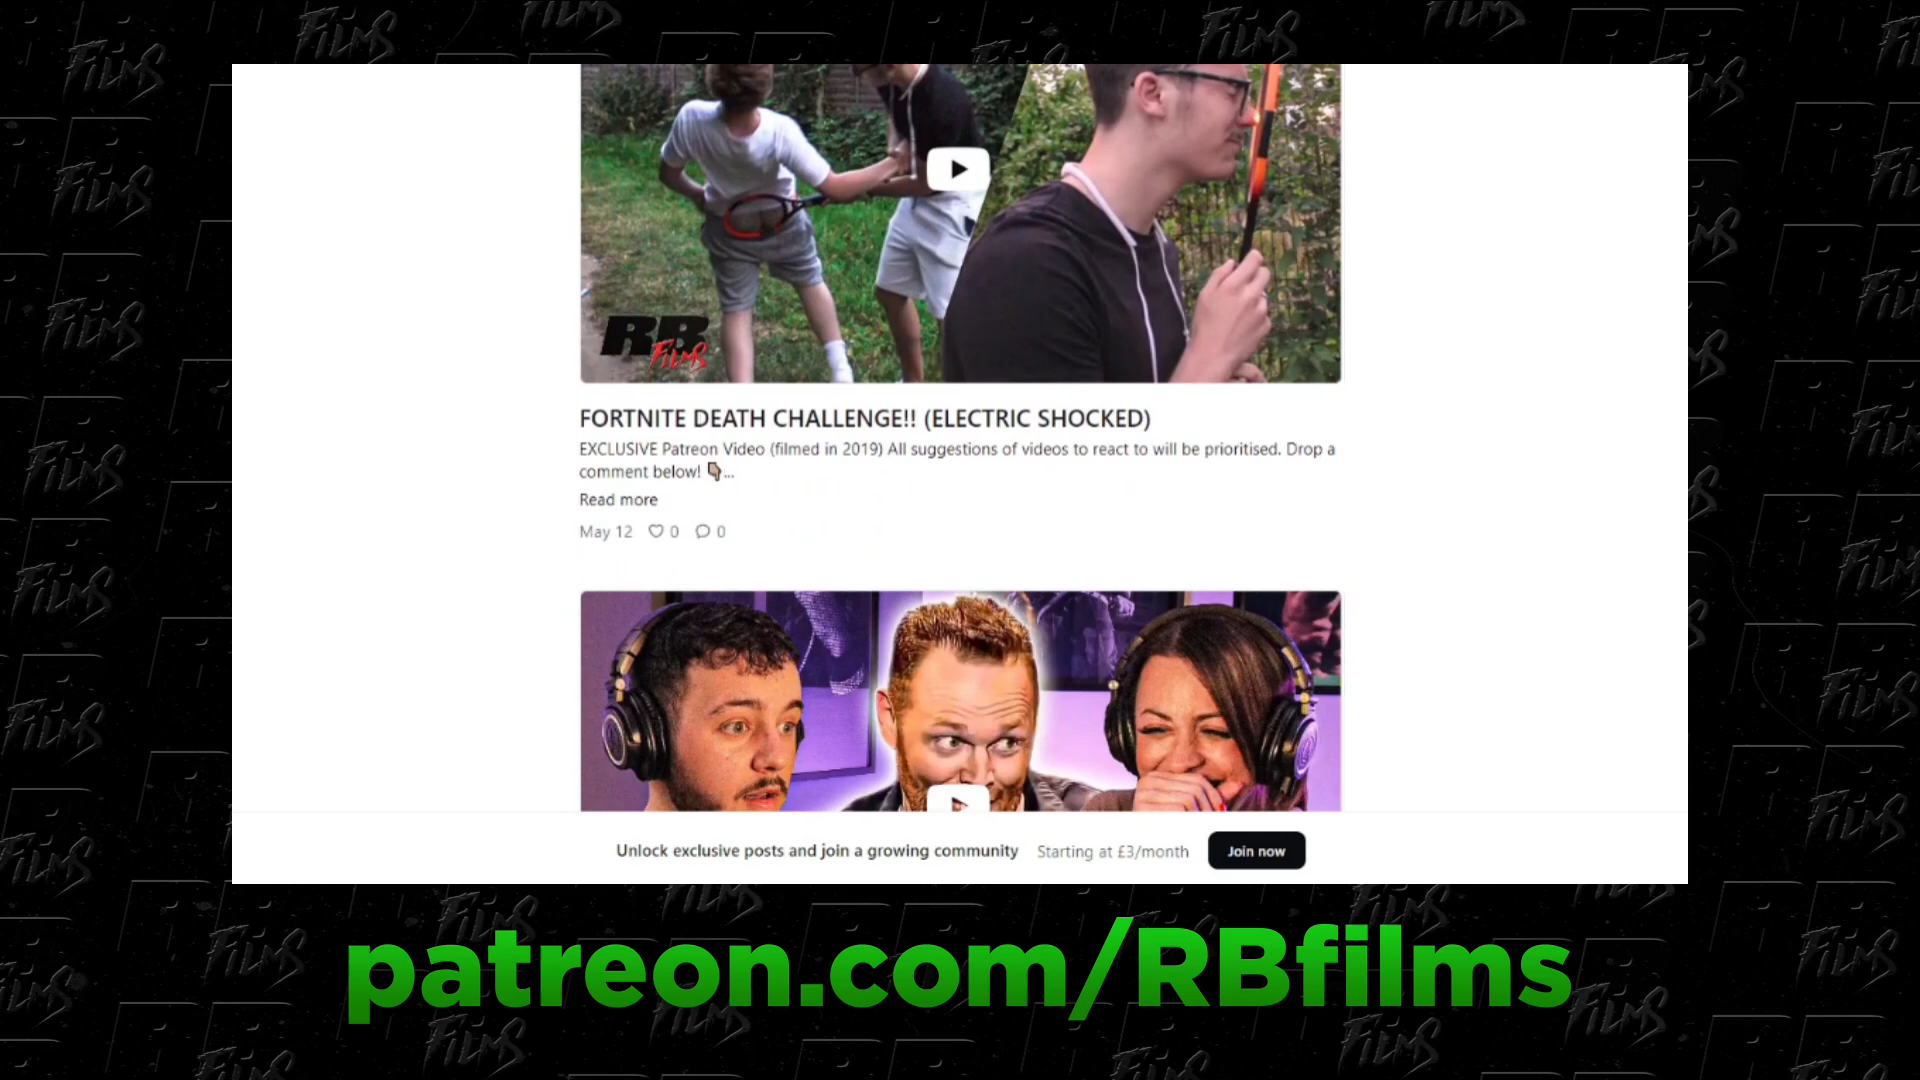 RB
FILMS
FORTNITE DEATH CHALLENGE!! (ELECTRIC SHOCKED)
EXCLUSIVE Patreon Video (filmed in 2019) All suggestions of videos to react to will be prioritised. Drop a
comment below! 👇🏽...
Read more
May 12 0 0
Unlock exclusive posts and join a growing community Starting at £3/month Join now
patreon.com/RBfilms